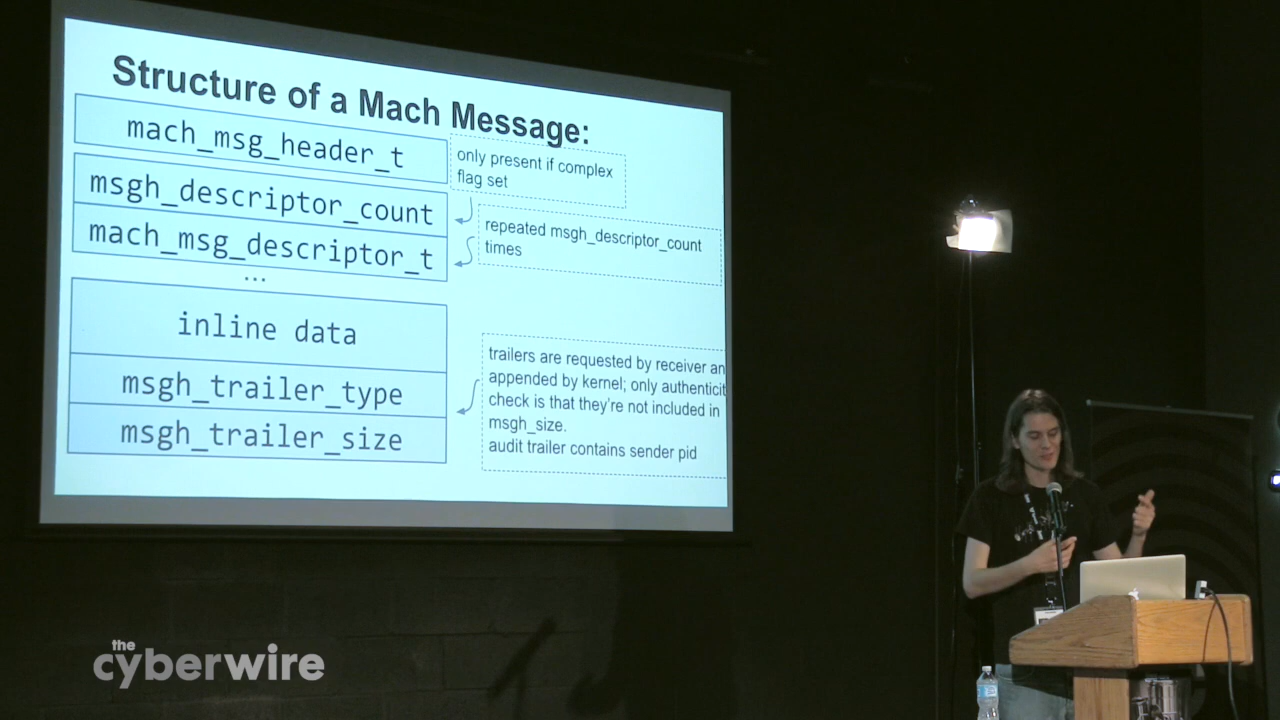 Structure of a Mach Message:
mach_msg_header_t
only present if complex
flag set
msgh_descriptor_count
mach_msg_descriptor_t
repeated msgh_descriptor_count
times
...
inline data
msgh_trailer_type
msgh_trailer_size
trailers are requested by receiver an
appended by kernel; only authenticit
check is that they're not included in
msgh_size.
audit trailer contains sender pid
the
cyberwire